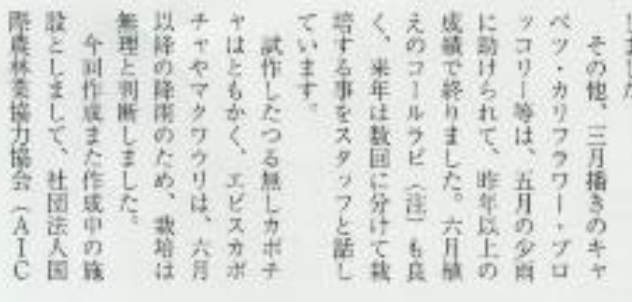 しました。
その他、三月播きのキャ
ベツ・カリフラワー・ブロ
ッコリー等は、五月の少雨
に助けられて、昨年以上の
成績で終りました。六月植
えのコールラビ（注）も良
く、来年は数回に分けて栽
培する事をスタッフと話し
ています。
試作したつる無しカボチ
ャはともかく、エビスカボ
チャやマクワウリは、六月
以降の降雨のため、栽培は
無理と判断しました。
今回作成また作成中の施
設としまして、社団法人国
際農林業協力協会（AIC